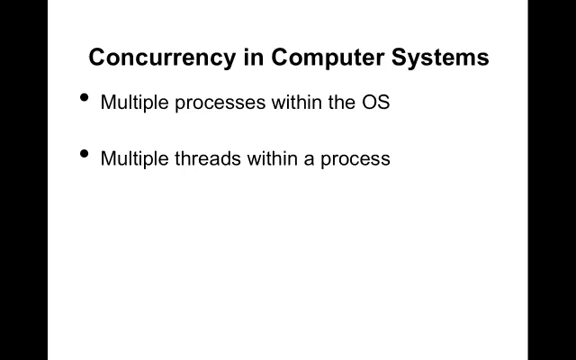 Concurrency in Computer Systems
• Multiple processes within the OS
• Multiple threads within a process